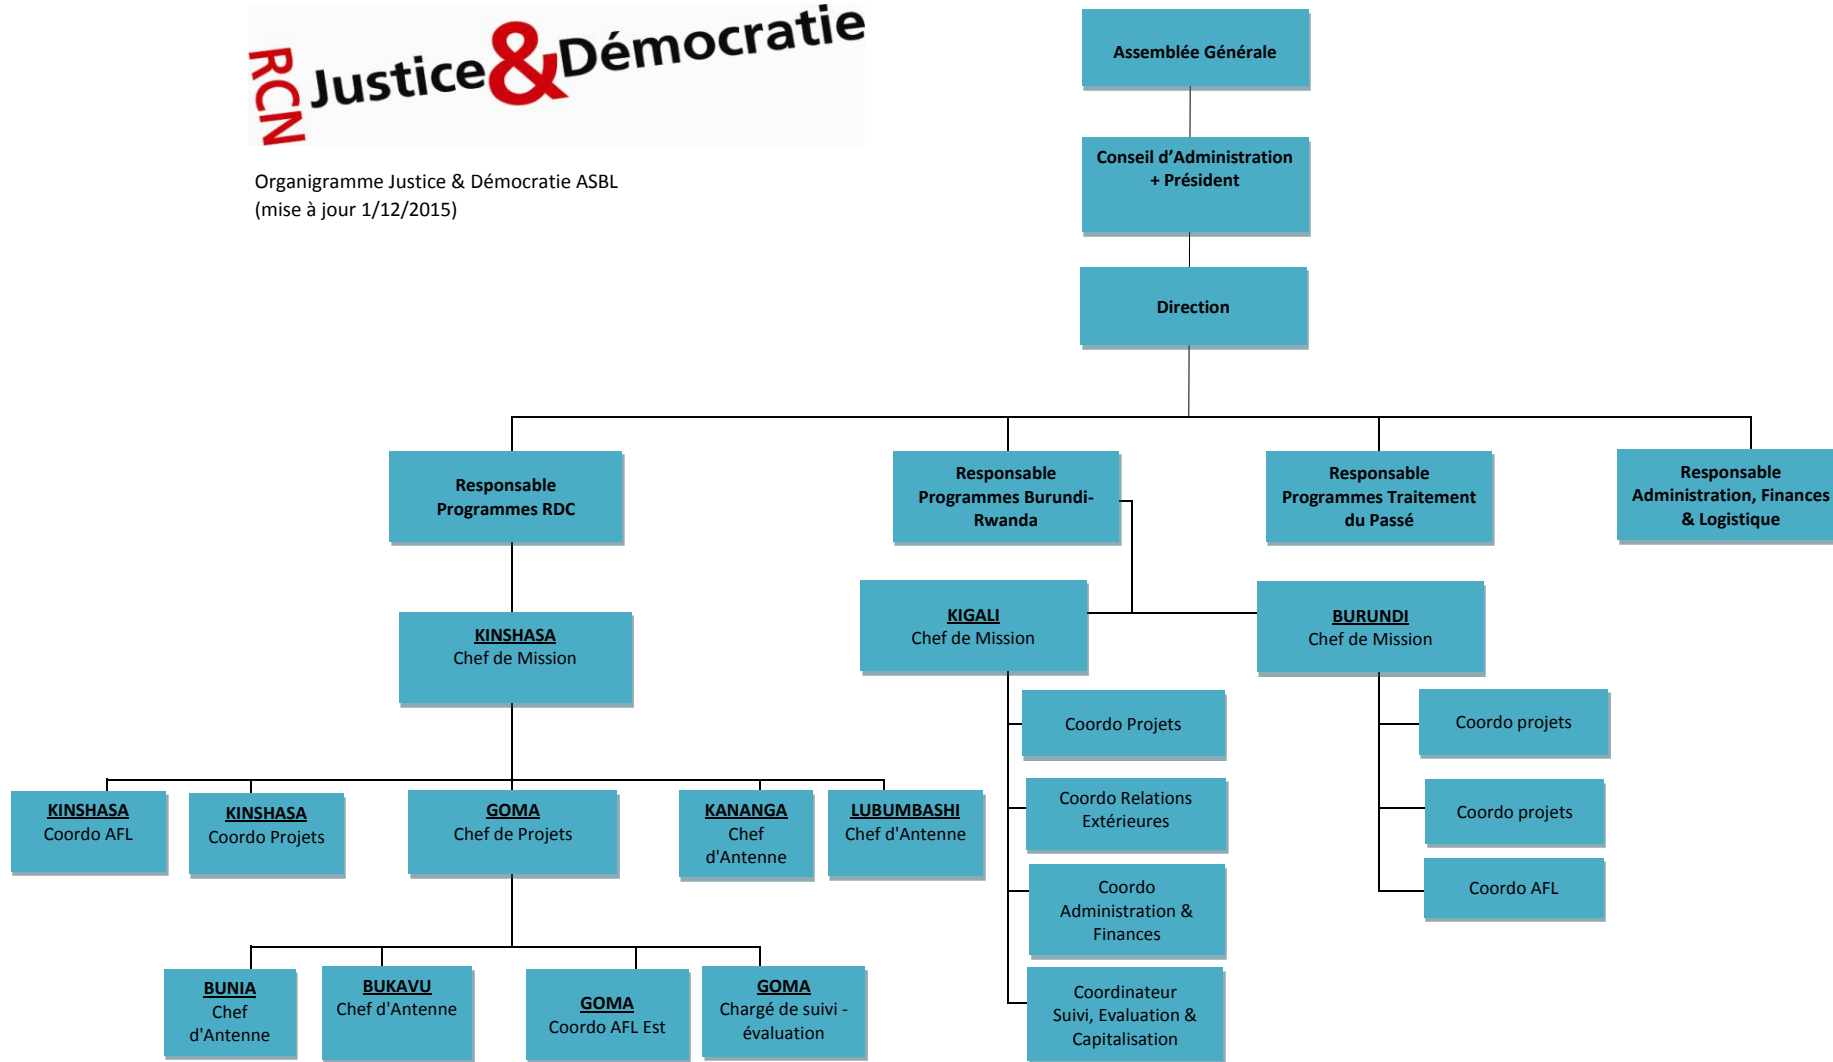 RCN Justice & Démocratie
Organigramme Justice & Démocratie ASBL
(mise à jour 1/12/2015)
Assemblée Générale
Conseil d'Administration
+ Président
Direction
Responsable
Programmes RDC
Responsable
Programmes Burundi-
Rwanda
Responsable
Programmes Traitement
du Passé
Responsable
Administration, Finances
& Logistique
KINSHASA
Chef de Mission
KIGALI
Chef de Mission
BURUNDI
Chef de Mission
Coordo Projets
Coordo Relations
Extérieures
Coordo
Administration &
Finances
Coordinateur
Suivi, Evaluation &
Capitalisation
Coordo projets
Coordo projets
Coordo AFL
KINSHASA
Coordo AFL
KINSHASA
Coordo Projets
GOMA
Chef de Projets
KANANGA
Chef
d'Antenne
LUBUMBASHI
Chef d'Antenne
BUNIA
Chef
d'Antenne
BUKAVU
Chef d'Antenne
GOMA
Coordo AFL Est
GOMA
Chargé de suivi -
évaluation